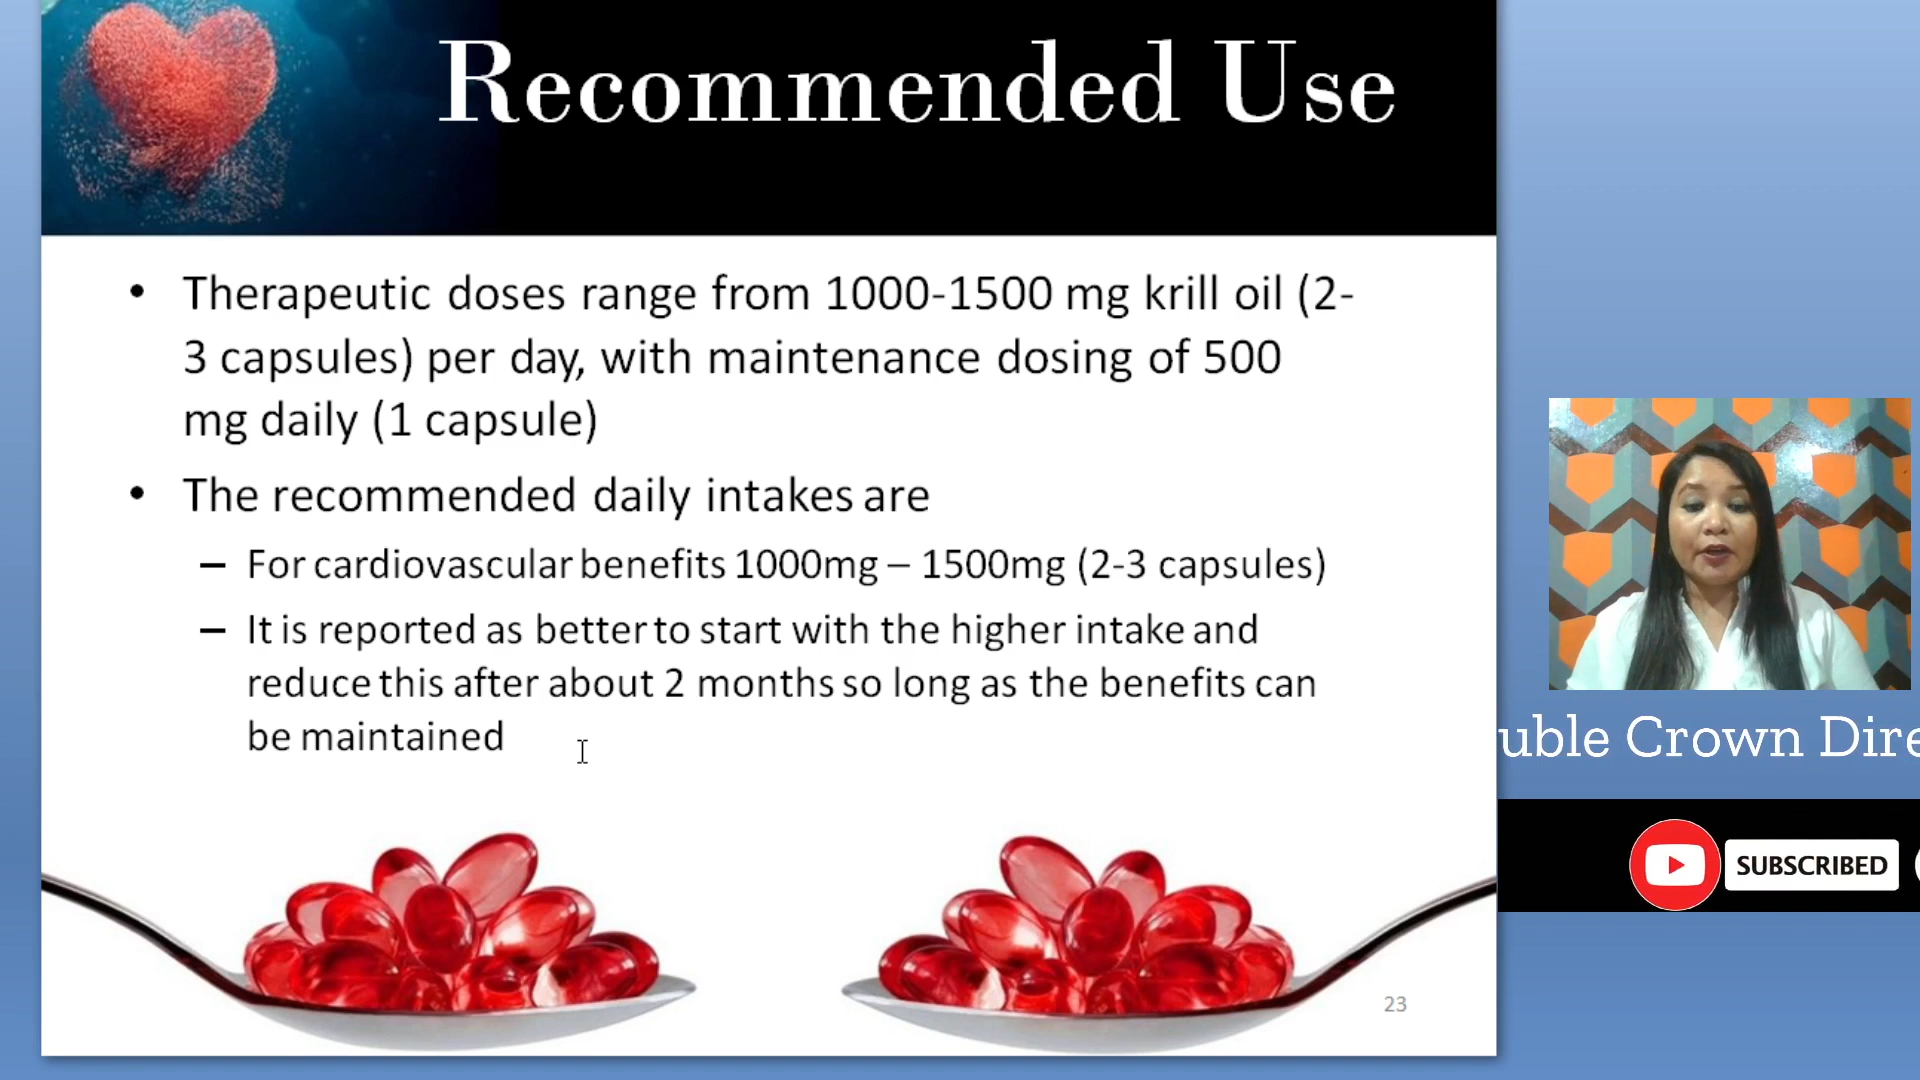 Recommended Use
• Therapeutic doses range from 1000-1500 mg krill oil (2-
3 capsules) per day, with maintenance dosing of 500
mg daily (1 capsule)
• The recommended daily intakes are
– For cardiovascular benefits 1000mg – 1500mg (2-3 capsules)
– It is reported as better to start with the higher intake and
reduce this after about 2 months so long as the benefits can
be maintained
23
uble Crown Dire
SUBSCRIBED